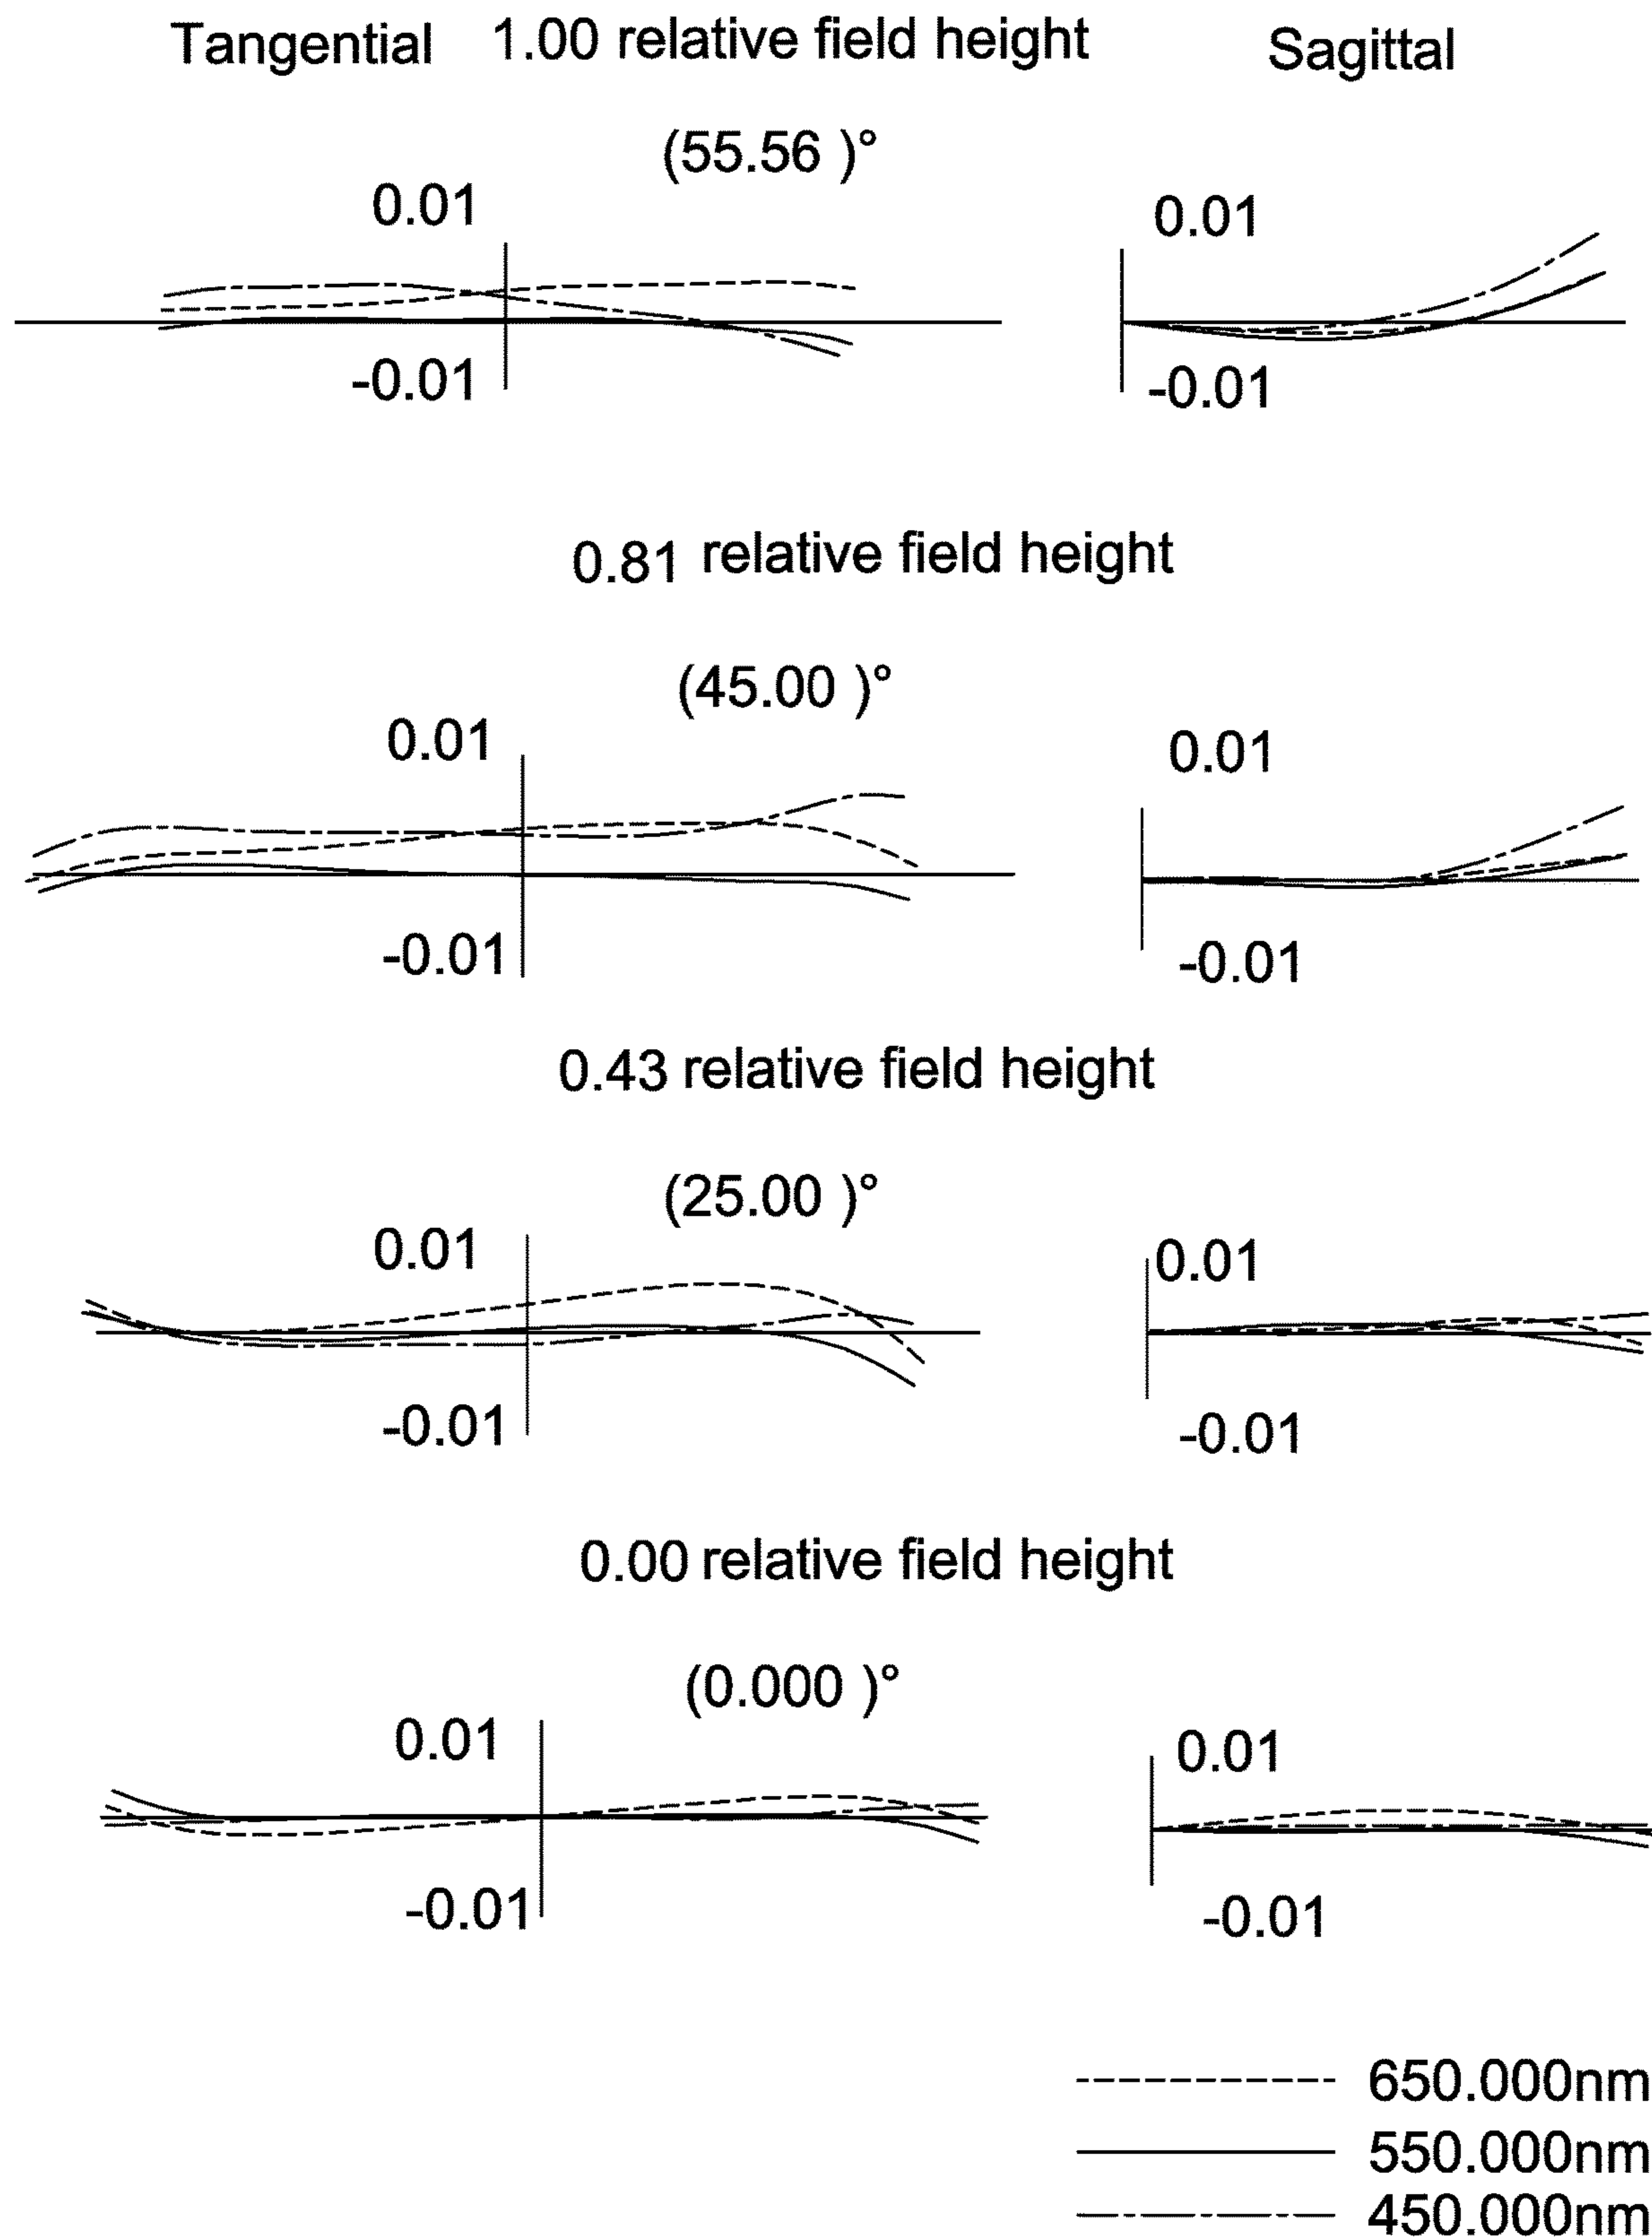 Tangential 1.00 relative field height Sagittal
(55.56 )°
0.01 0.01
-0.01 -0.01
0.81 relative field height
(45.00 )°
0.01 0.01
-0.01 -0.01
0.43 relative field height
(25.00 )°
0.01 0.01
-0.01 -0.01
0.00 relative field height
(0.000 )°
0.01 0.01
-0.01 -0.01
650.000nm
550.000nm
450.000nm